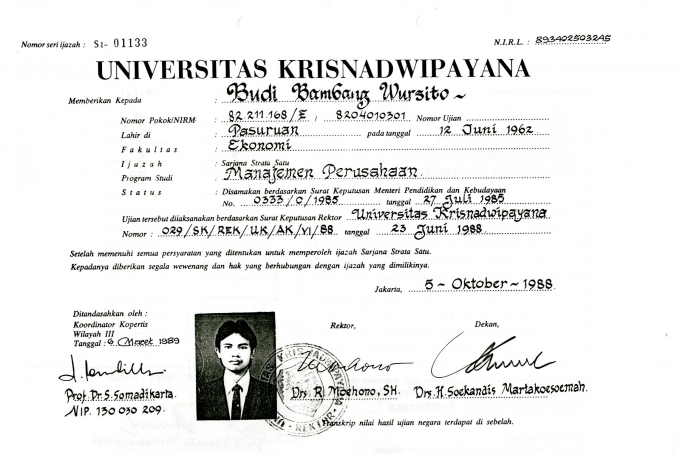 Nomor seri ijazah : S1- 01133
N.I.R.L. : 893402503245
UNIVERSITAS KRISNADWIPAYANA
Memberikan Kepada : Budi Bambang Wursito ~
Nomor Pokok/NIRM : 82 211.168/E / 8204010301 Nomor Ujian
Lahir di : Pasuruan pada tanggal 12 Juni 1962
Fakultas : Ekonomi
Ijazah : Sarjana Strata Satu
Program Studi : Manajemen Perusahaan.
Status : Disamakan berdasarkan Surat Keputusan Menteri Pendidikan dan Kebudayaan
No. 0333/0/1985 tanggal 27 Juli 1985
Ujian tersebut dilaksanakan berdasarkan Surat Keputusan Rektor Universitas Krisnadwipayana
Nomor : 029/SK/REK/UK/AK/VI/88 tanggal 23 Juni 1988.
Setelah memenuhi semua persyaratan yang ditentukan untuk memperoleh ijazah Sarjana Strata Satu.
Kepadanya diberikan segala wewenang dan hak yang berhubungan dengan ijazah yang dimilikinya.
Jakarta, 5 - Oktober - 1988.
Ditandasahkan oleh :
Koordinator Kopertis
Wilayah III
Tanggal : 6 Maret 1989
Rektor,
Dekan,
Prof. Dr. S. Somadikarta.
NIP. 130 030 209.
Drs. R. Moehono, SH.
Drs. H. Soekandis Martakoesoemah.
REKTOR
Transkrip nilai hasil ujian negara terdapat di sebelah.